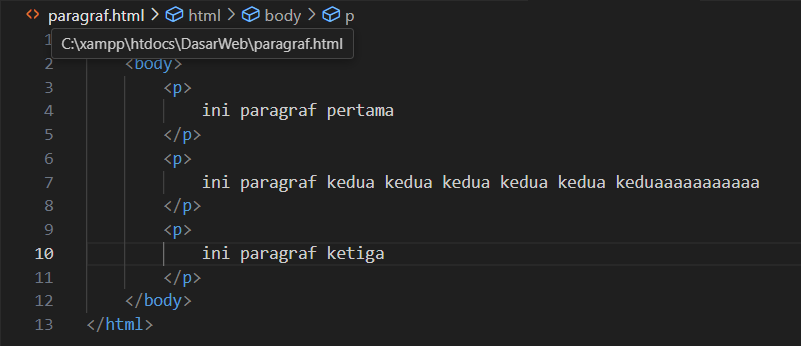 paragraf.html > html > body > p
1
C:\xampp\htdocs\DasarWeb\paragraf.html
2 <body>
3 <p>
4 ini paragraf pertama
5 </p>
6 <p>
7 ini paragraf kedua kedua kedua kedua kedua keduaaaaaaaaaaa
8 </p>
9 <p>
10 ini paragraf ketiga
11 </p>
12 </body>
13 </html>